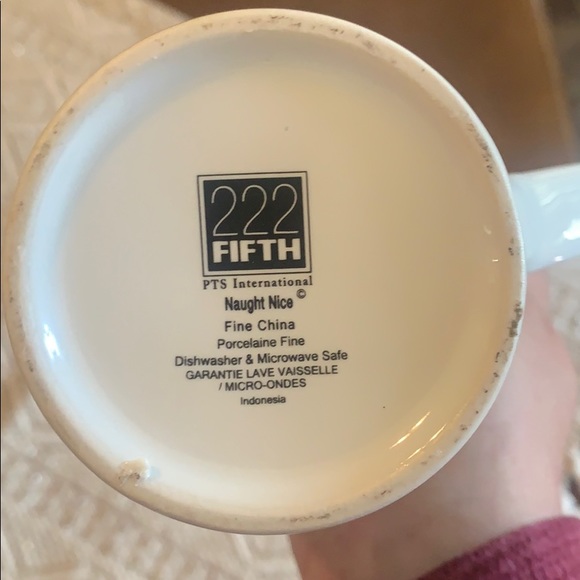 222
FIFTH
PTS International
Naught Nice ©
Fine China
Porcelaine Fine
Dishwasher & Microwave Safe
GARANTIE LAVE VAISSELLE
/ MICRO-ONDES
Indonesia